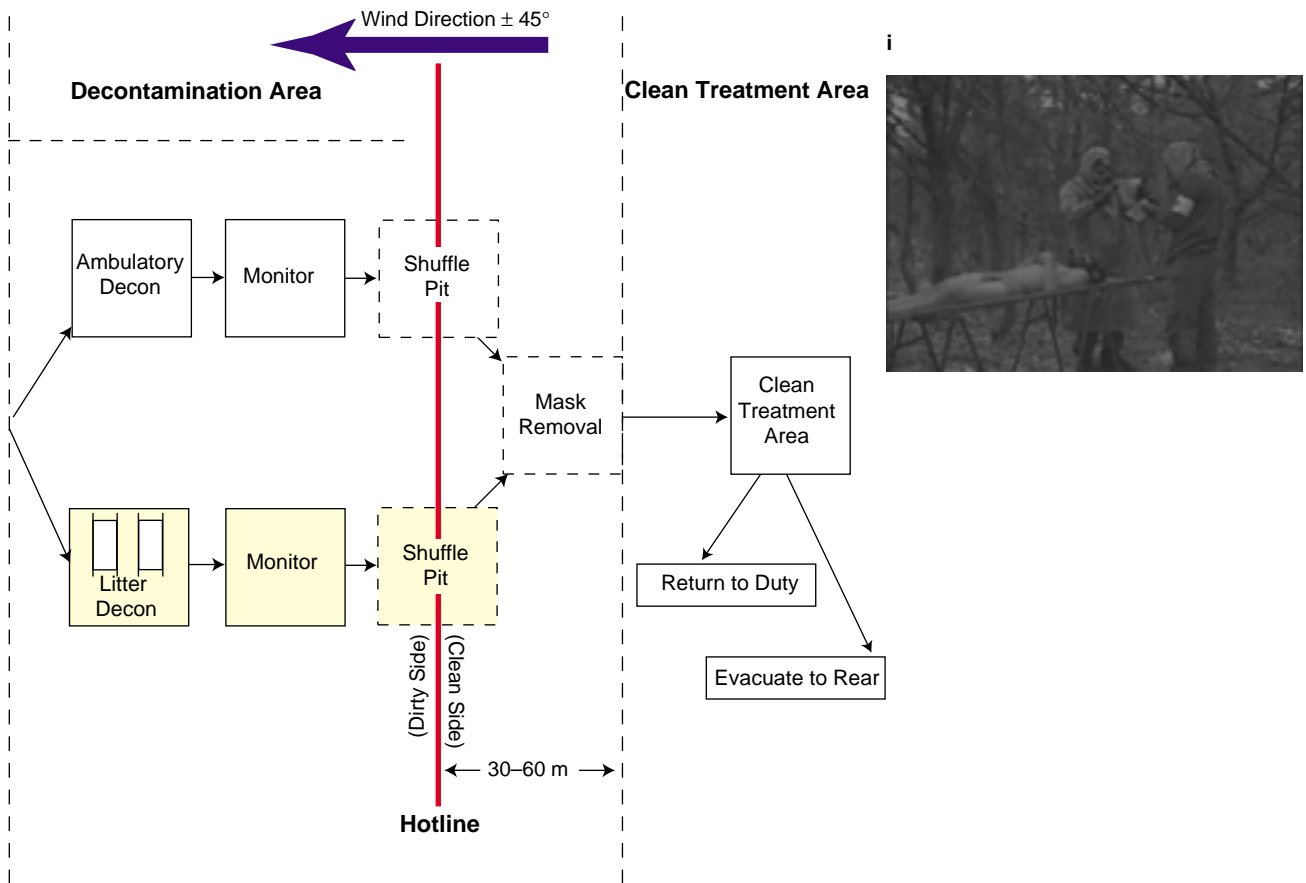 Wind Direction ± 45°
i
Decontamination Area
Clean Treatment Area
Ambulatory
Decon
Monitor
Shuffle
Pit
Mask
Removal
Clean
Treatment
Area
Litter
Decon
Monitor
Shuffle
Pit
Return to Duty
Evacuate to Rear
(Dirty Side)
(Clean Side)
30–60 m
Hotline